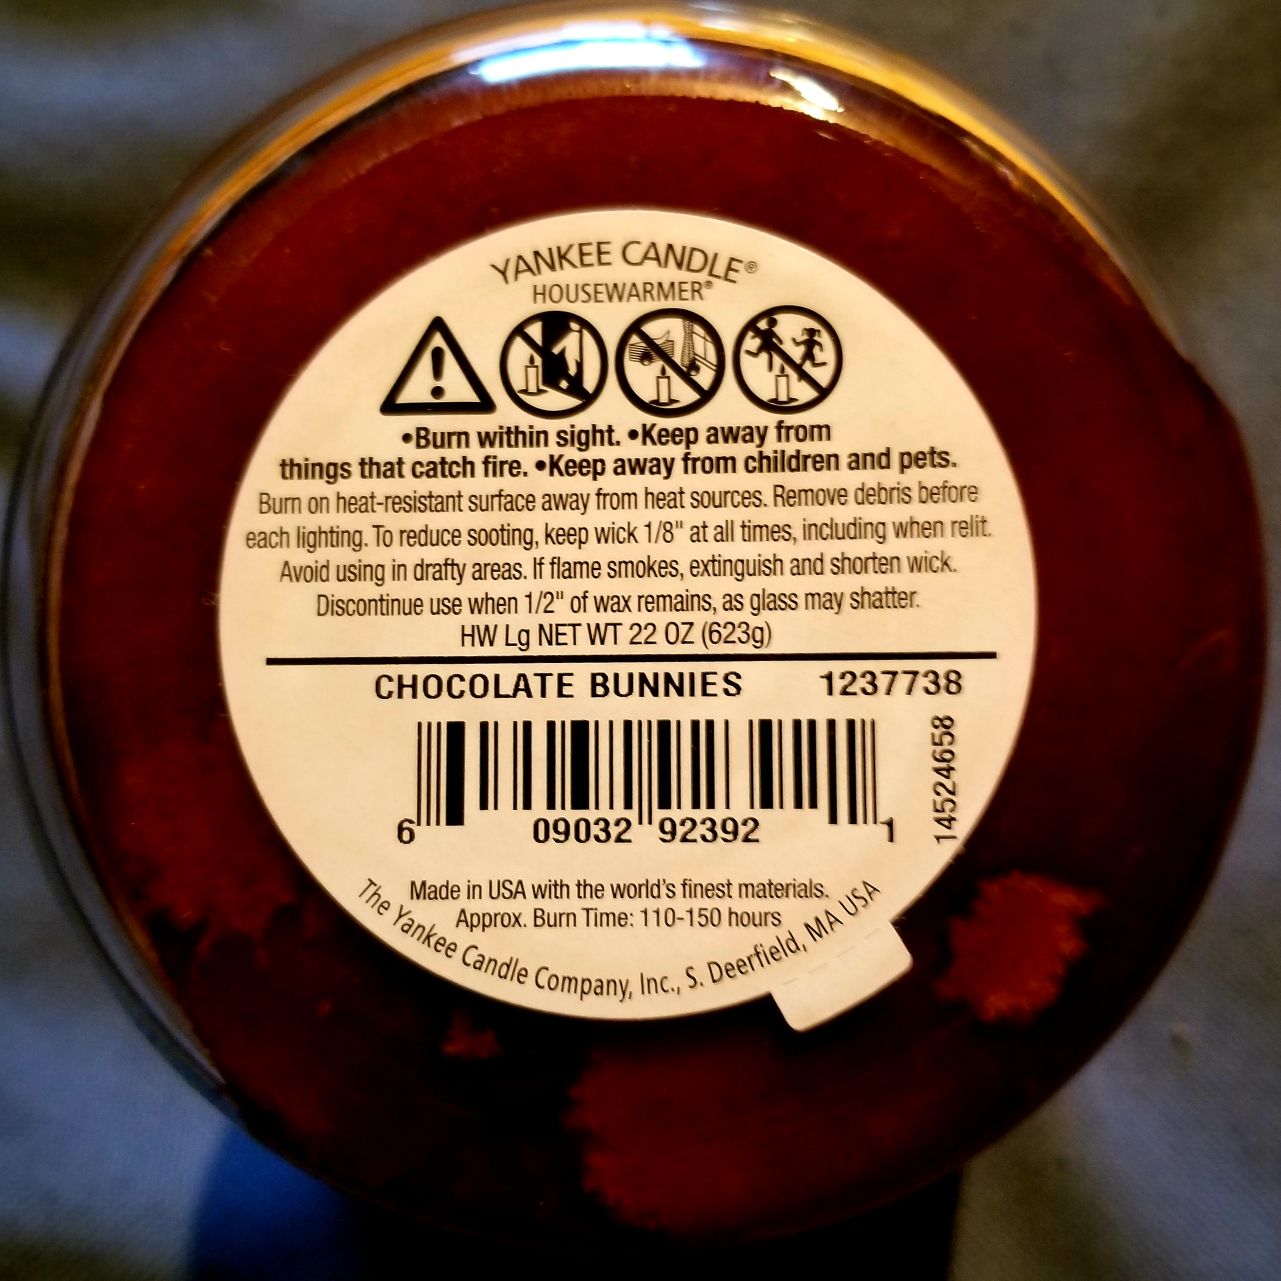 YANKEE CANDLE®
HOUSEWARMER®
•Burn within sight. •Keep away from
things that catch fire. •Keep away from children and pets.
Burn on heat-resistant surface away from heat sources. Remove debris before
each lighting. To reduce sooting, keep wick 1/8" at all times, including when relit.
Avoid using in drafty areas. If flame smokes, extinguish and shorten wick.
Discontinue use when 1/2" of wax remains, as glass may shatter.
HW Lg NET WT 22 OZ (623g)
CHOCOLATE BUNNIES 1237738
14524658
6 09032 92392 1
Made in USA with the world's finest materials.
Approx. Burn Time: 110-150 hours
The Yankee Candle Company, Inc., S. Deerfield, MA USA